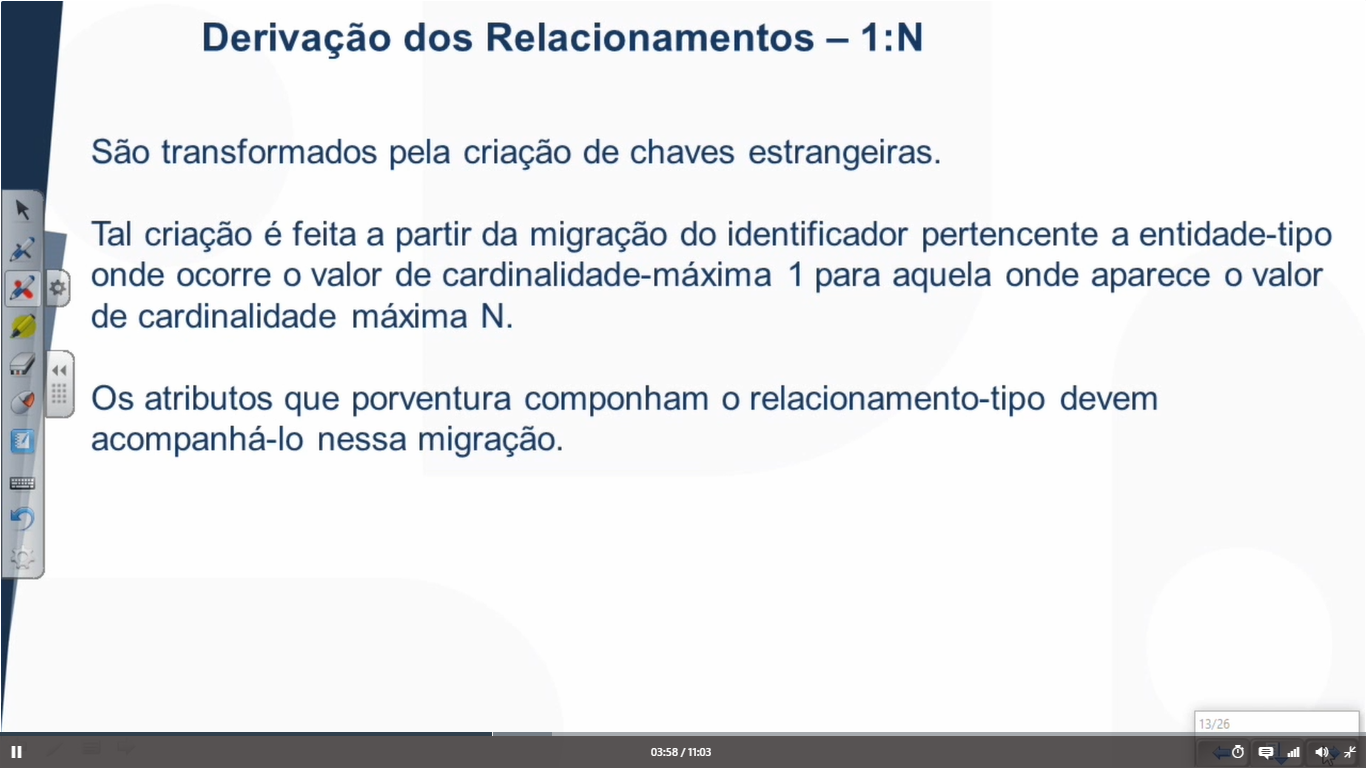 Derivação dos Relacionamentos – 1:N
São transformados pela criação de chaves estrangeiras.
Tal criação é feita a partir da migração do identificador pertencente a entidade-tipo
onde ocorre o valor de cardinalidade-máxima 1 para aquela onde aparece o valor
de cardinalidade máxima N.
Os atributos que porventura componham o relacionamento-tipo devem
acompanhá-lo nessa migração.
13/26
03:58 / 11:03